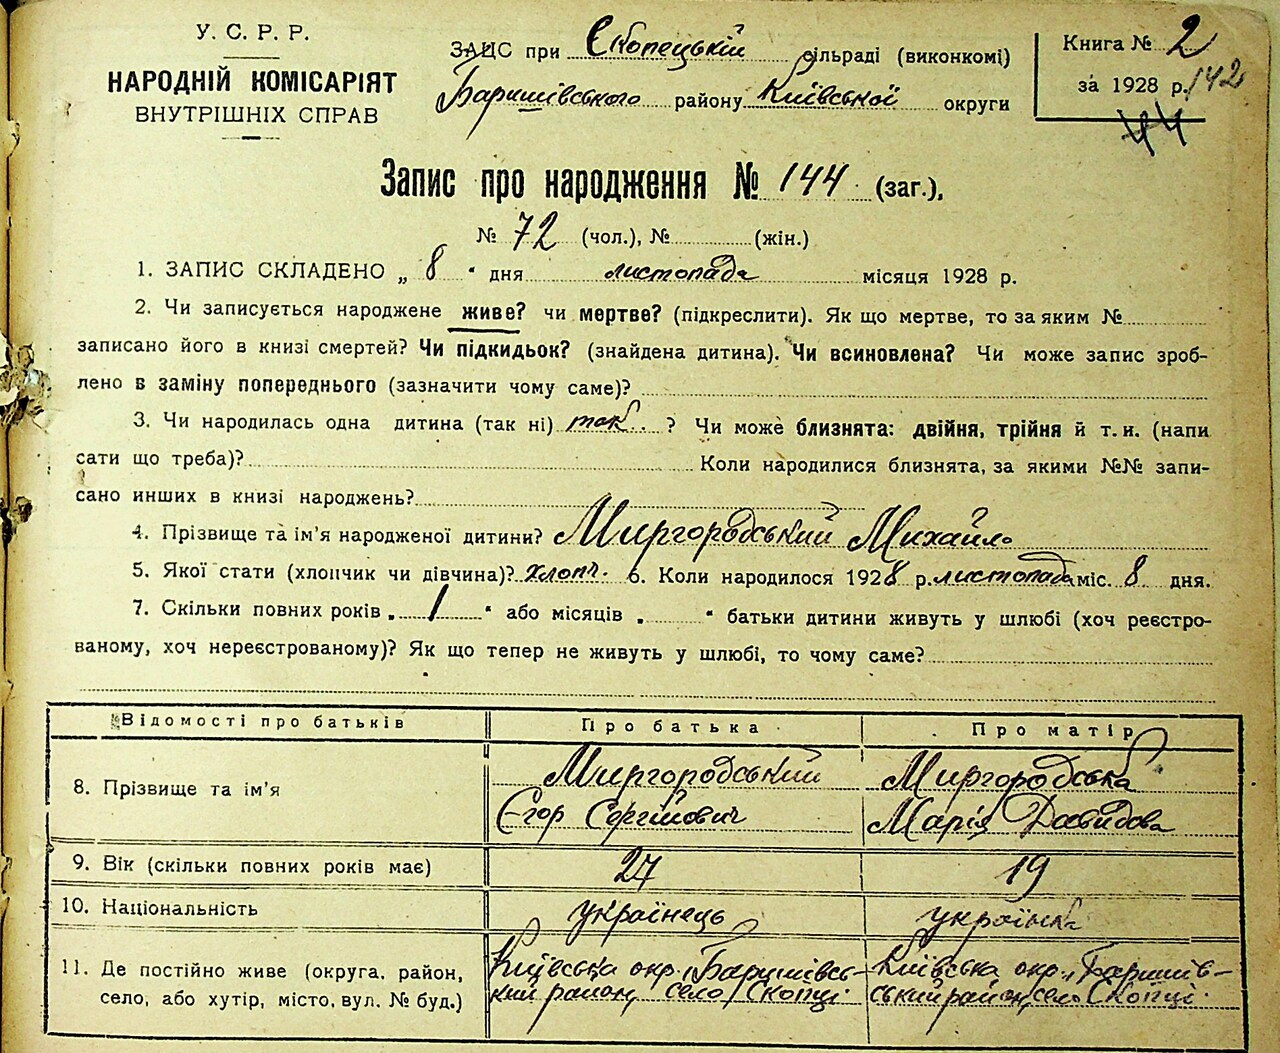 У. С. Р. Р.
НАРОДНІЙ КОМІСАРІЯТ
ВНУТРІШНІХ СПРАВ
ЗАЦС при Скопецькій сільраді (виконкомі)
Баришівського району Київської округи
Книга № 2
за 1928 р. 142
44
Запис про народження № 144 (заг.),
№ 72 (чол.), № (жін.)
1. ЗАПИС СКЛАДЕНО „ 8 “ дня листопада місяця 1928 р.
2. Чи записується народжене живе? чи мертве? (підкреслити). Як що мертве, то за яким №
записано його в книзі смертей? Чи підкидьок? (знайдена дитина). Чи всиновлена? Чи може запис зроб-
лено в заміну попереднього (зазначити чому саме)?
3. Чи народилась одна дитина (так ні) так ? Чи може близнята: двійня, трійня й т. и. (напи
сати що треба)? Коли народилися близнята, за якими №№ запи-
сано инших в книзі народжень?
4. Прізвище та ім'я народженої дитини? Миргородський Михайло
5. Якої стати (хлопчик чи дівчина)? хлопч. 6. Коли народилося 1928 р. листопада міс. 8 дня.
7. Скільки повних років „ 1 “ або місяців „ “ батьки дитини живуть у шлюбі (хоч реєстро-
ваному, хоч нереєстрованому)? Як що тепер не живуть у шлюбі, то чому саме?
Відомості про батьків Про батька Про матір
8. Прізвище та ім'я Миргородський Єгор Сергійович Миргородська Марія Давидова
9. Вік (скільки повних років має) 27 19
10. Національність українець українка
11. Де постійно живе (округа, район, село, або хутір, місто, вул. № буд.) Київська окр., Баришівсь-кий район, село Скопці Київська окр., Баришів-ський район, село Скопці.